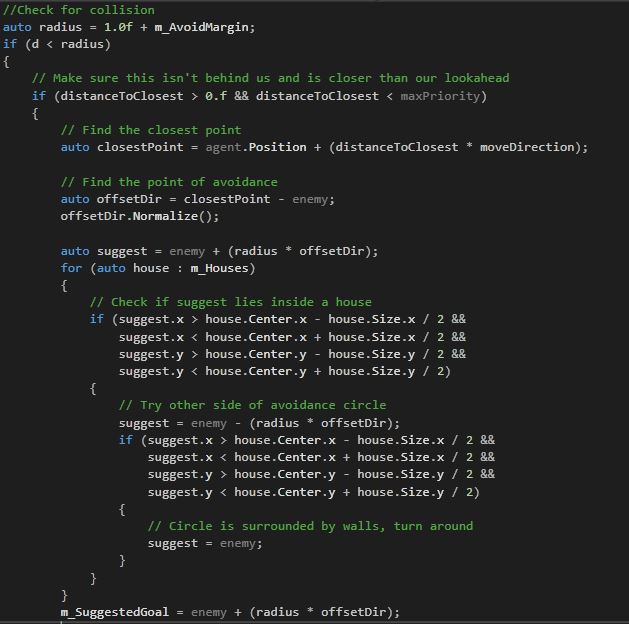 //Check for collision
auto radius = 1.0f + m_AvoidMargin;
if (d < radius)
{
    // Make sure this isn't behind us and is closer than our lookahead
    if (distanceToClosest > 0.f && distanceToClosest < maxPriority)
    {
        // Find the closest point
        auto closestPoint = agent.Position + (distanceToClosest * moveDirection);

        // Find the point of avoidance
        auto offsetDir = closestPoint - enemy;
        offsetDir.Normalize();

        auto suggest = enemy + (radius * offsetDir);
        for (auto house : m_Houses)
        {
            // Check if suggest lies inside a house
            if (suggest.x > house.Center.x - house.Size.x / 2 &&
                suggest.x < house.Center.x + house.Size.x / 2 &&
                suggest.y > house.Center.y - house.Size.y / 2 &&
                suggest.y < house.Center.y + house.Size.y / 2)
            {
                // Try other side of avoidance circle
                suggest = enemy - (radius * offsetDir);
                if (suggest.x > house.Center.x - house.Size.x / 2 &&
                    suggest.x < house.Center.x + house.Size.x / 2 &&
                    suggest.y > house.Center.y - house.Size.y / 2 &&
                    suggest.y < house.Center.y + house.Size.y / 2)
                {
                    // Circle is surrounded by walls, turn around
                    suggest = enemy;
                }
            }
        }
        m_SuggestedGoal = enemy + (radius * offsetDir);